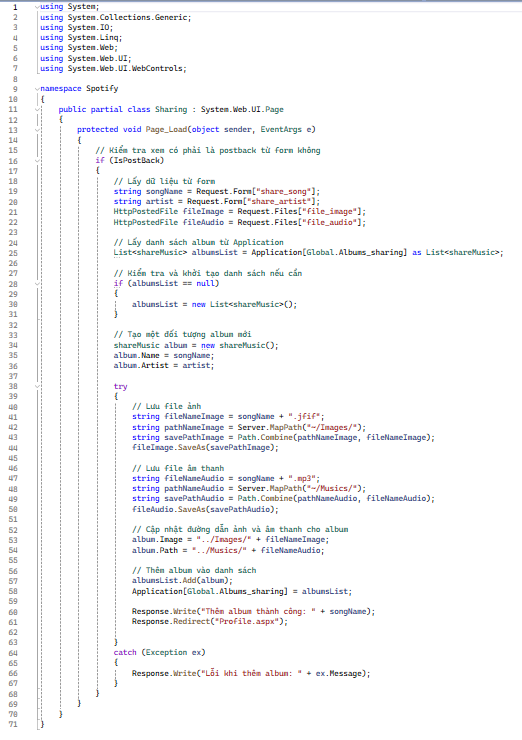 1 using System;
2 using System.Collections.Generic;
3 using System.IO;
4 using System.Linq;
5 using System.Web;
6 using System.Web.UI;
7 using System.Web.UI.WebControls;
8
9 namespace Spotify
10 {
11 public partial class Sharing : System.Web.UI.Page
12 {
13 protected void Page_Load(object sender, EventArgs e)
14 {
15 // Kiểm tra xem có phải là postback từ form không
16 if (IsPostBack)
17 {
18 // Lấy dữ liệu từ form
19 string songName = Request.Form["share_song"];
20 string artist = Request.Form["share_artist"];
21 HttpPostedFile fileImage = Request.Files["file_image"];
22 HttpPostedFile fileAudio = Request.Files["file_audio"];
23
24 // Lấy danh sách album từ Application
25 List<shareMusic> albumsList = Application[Global.Albums_sharing] as List<shareMusic>;
26
27 // Kiểm tra và khởi tạo danh sách nếu cần
28 if (albumsList == null)
29 {
30 albumsList = new List<shareMusic>();
31 }
32
33 // Tạo một đối tượng album mới
34 shareMusic album = new shareMusic();
35 album.Name = songName;
36 album.Artist = artist;
37
38 try
39 {
40 // Lưu file ảnh
41 string fileNameImage = songName + ".jfif";
42 string pathNameImage = Server.MapPath("~/Images/");
43 string savePathImage = Path.Combine(pathNameImage, fileNameImage);
44 fileImage.SaveAs(savePathImage);
45
46 // Lưu file âm thanh
47 string fileNameAudio = songName + ".mp3";
48 string pathNameAudio = Server.MapPath("~/Musics/");
49 string savePathAudio = Path.Combine(pathNameAudio, fileNameAudio);
50 fileAudio.SaveAs(savePathAudio);
51
52 // Cập nhật đường dẫn ảnh và âm thanh cho album
53 album.Image = "../Images/" + fileNameImage;
54 album.Path = "../Musics/" + fileNameAudio;
55
56 // Thêm album vào danh sách
57 albumsList.Add(album);
58 Application[Global.Albums_sharing] = albumsList;
59
60 Response.Write("Thêm album thành công: " + songName);
61 Response.Redirect("Profile.aspx");
62
63 }
64 catch (Exception ex)
65 {
66 Response.Write("Lỗi khi thêm album: " + ex.Message);
67 }
68 }
69 }
70 }
71 }